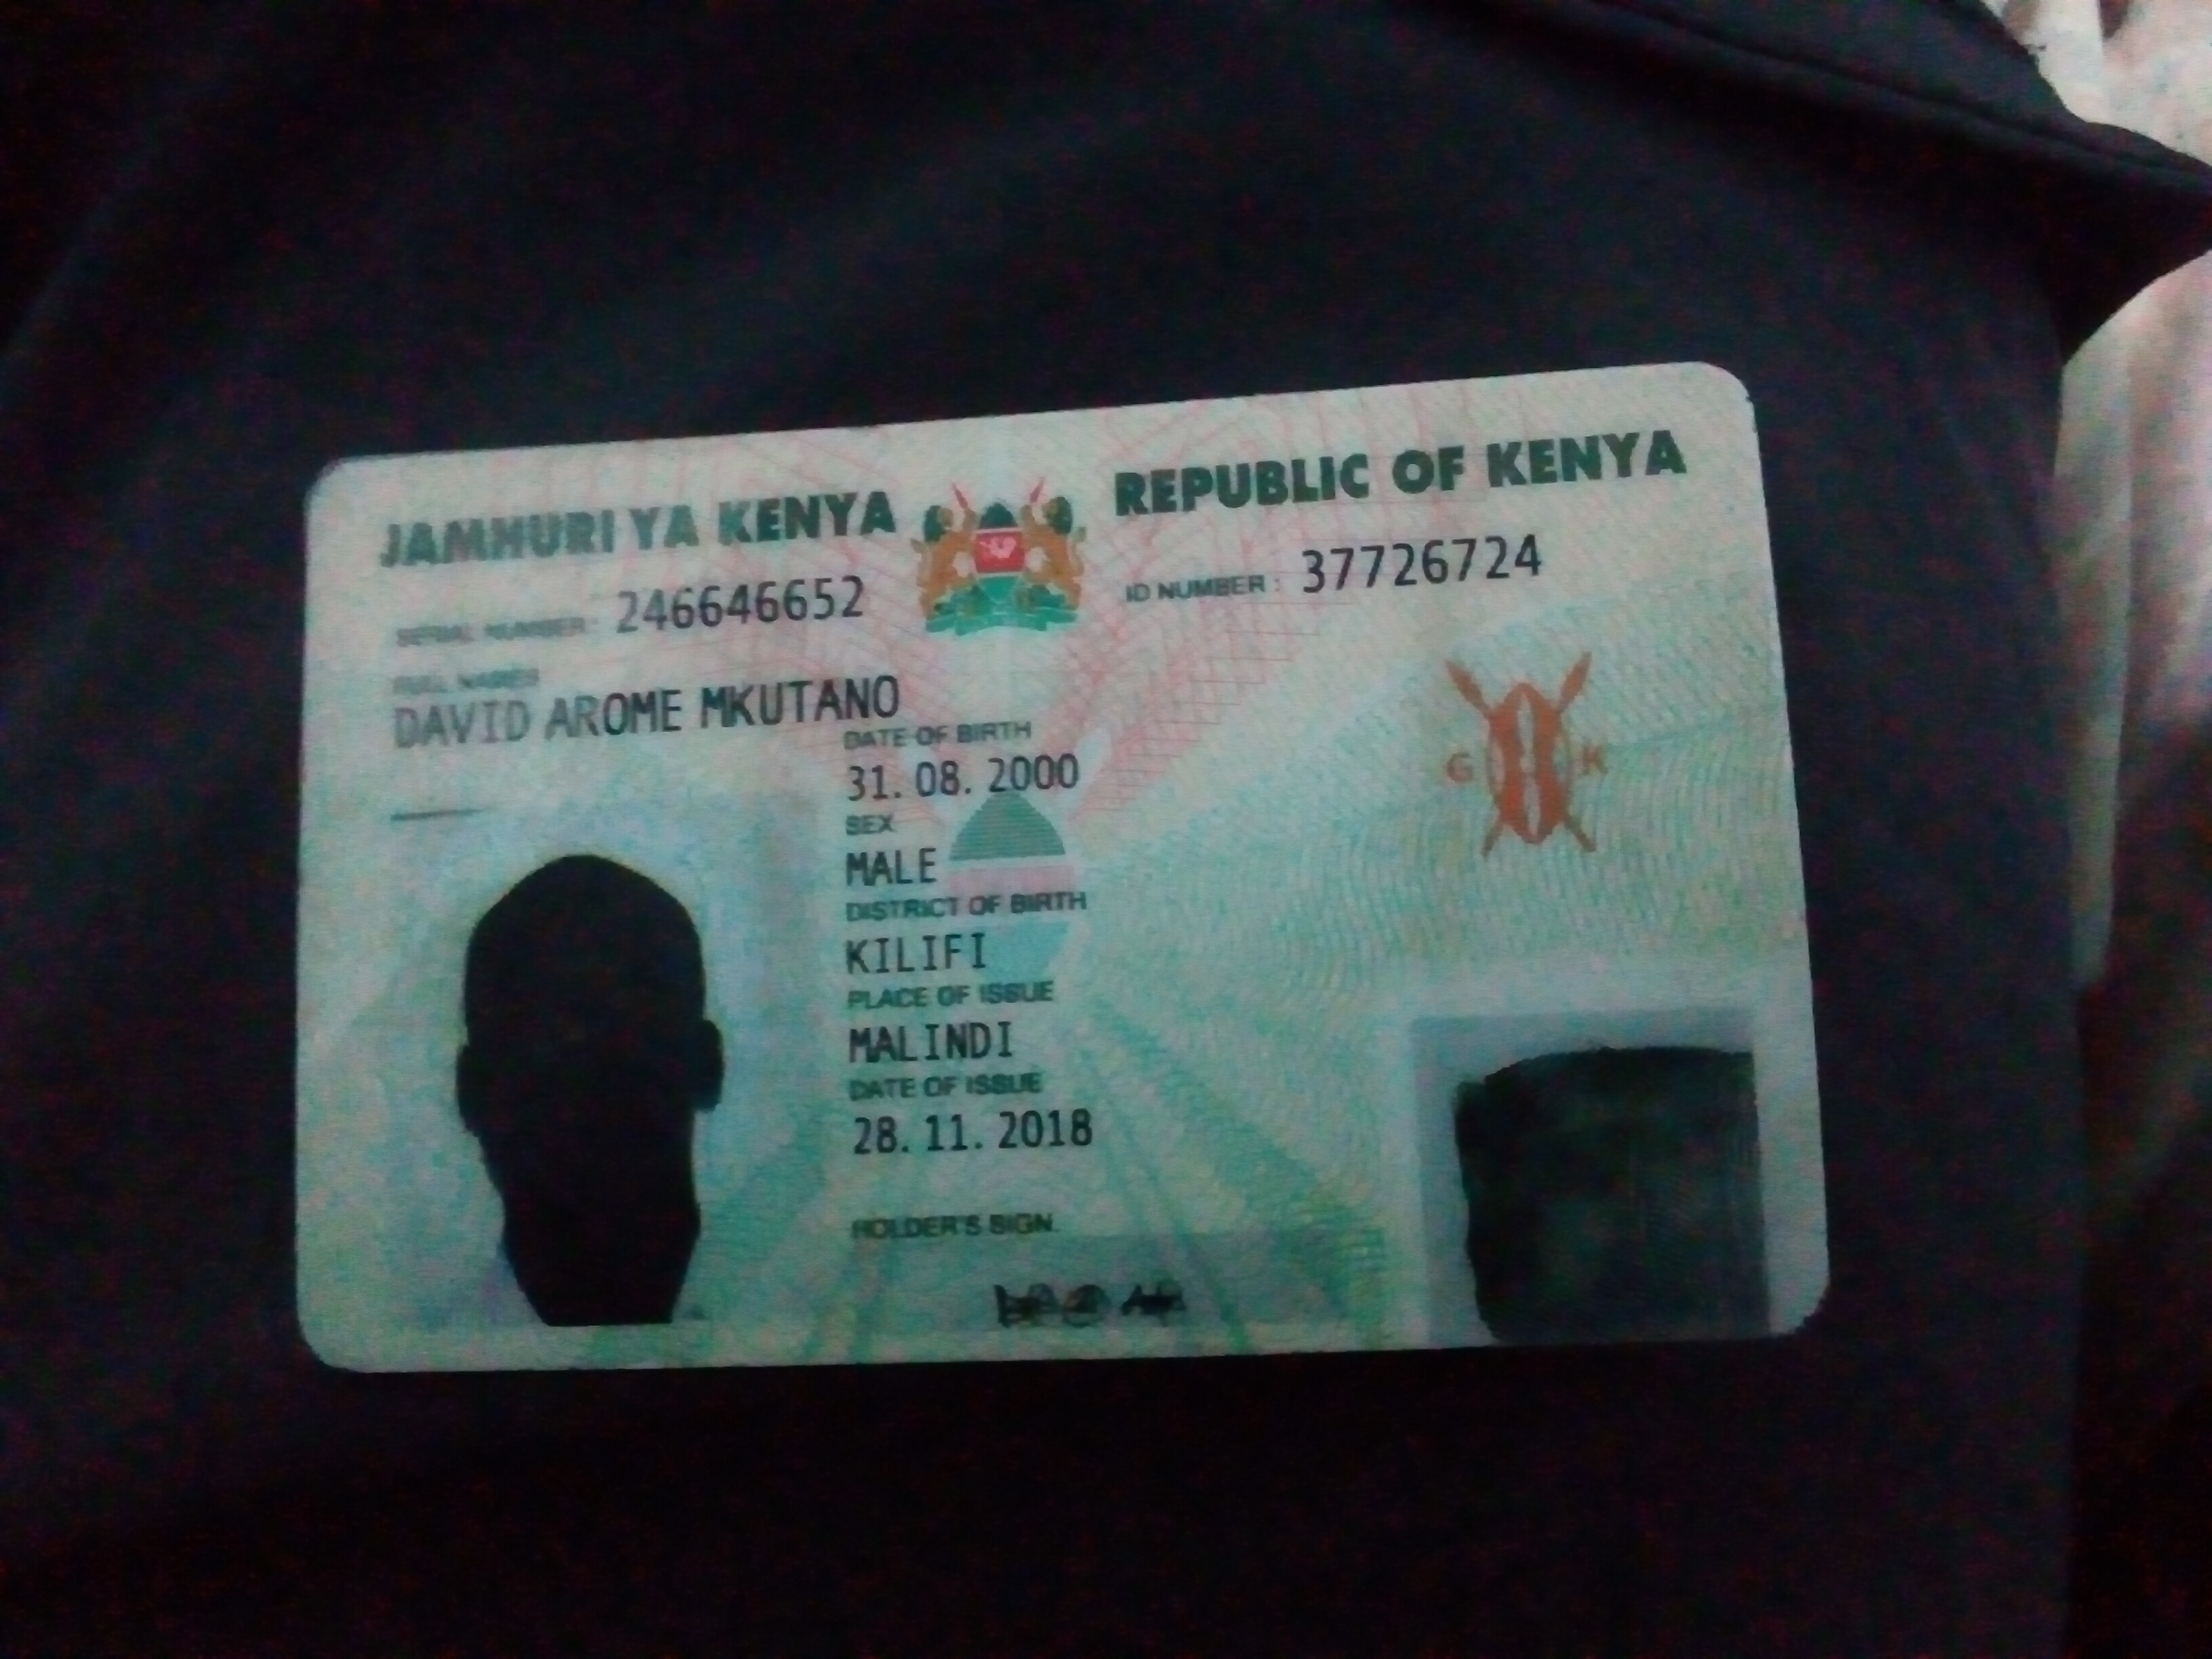 JAMHURI YA KENYA REPUBLIC OF KENYA
SERIAL NUMBER: 246646652 ID NUMBER: 37726724
FULL NAMES
DAVID AROME MKUTANO
DATE OF BIRTH
31.08.2000
SEX
MALE
DISTRICT OF BIRTH
KILIFI
PLACE OF ISSUE
MALINDI
DATE OF ISSUE
28.11.2018
HOLDER'S SIGN.
G K